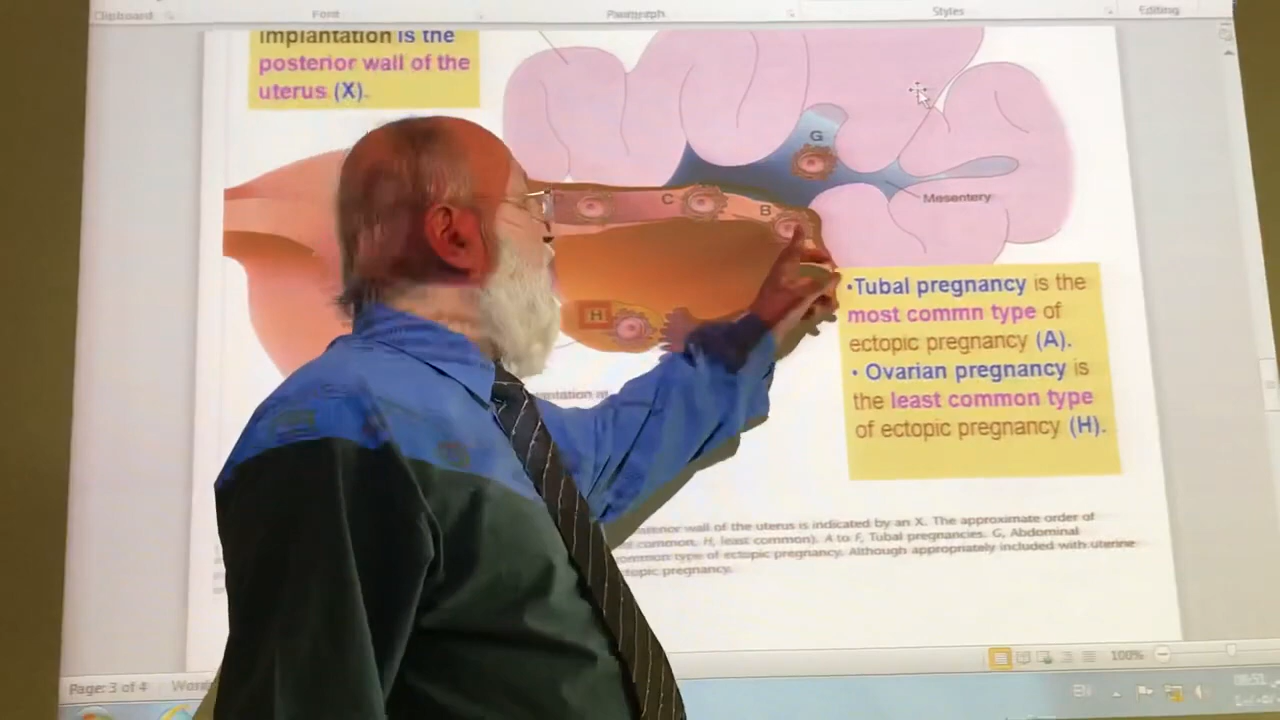 Clipboard
Font
Paragraph
Styles
Editing
Implantation is the
posterior wall of the
uterus (X).
G
C
B
Mesentery
H
•Tubal pregnancy is the
most commn type of
ectopic pregnancy (A).
• Ovarian pregnancy is
the least common type
of ectopic pregnancy (H).
wall of the uterus is indicated by an X. The approximate order of
common, H, least common). A to F, Tubal pregnancies. G, Abdominal
common type of ectopic pregnancy. Although appropriately included with uterine
pregnancy.
Page: 3 of 4
100%
EN